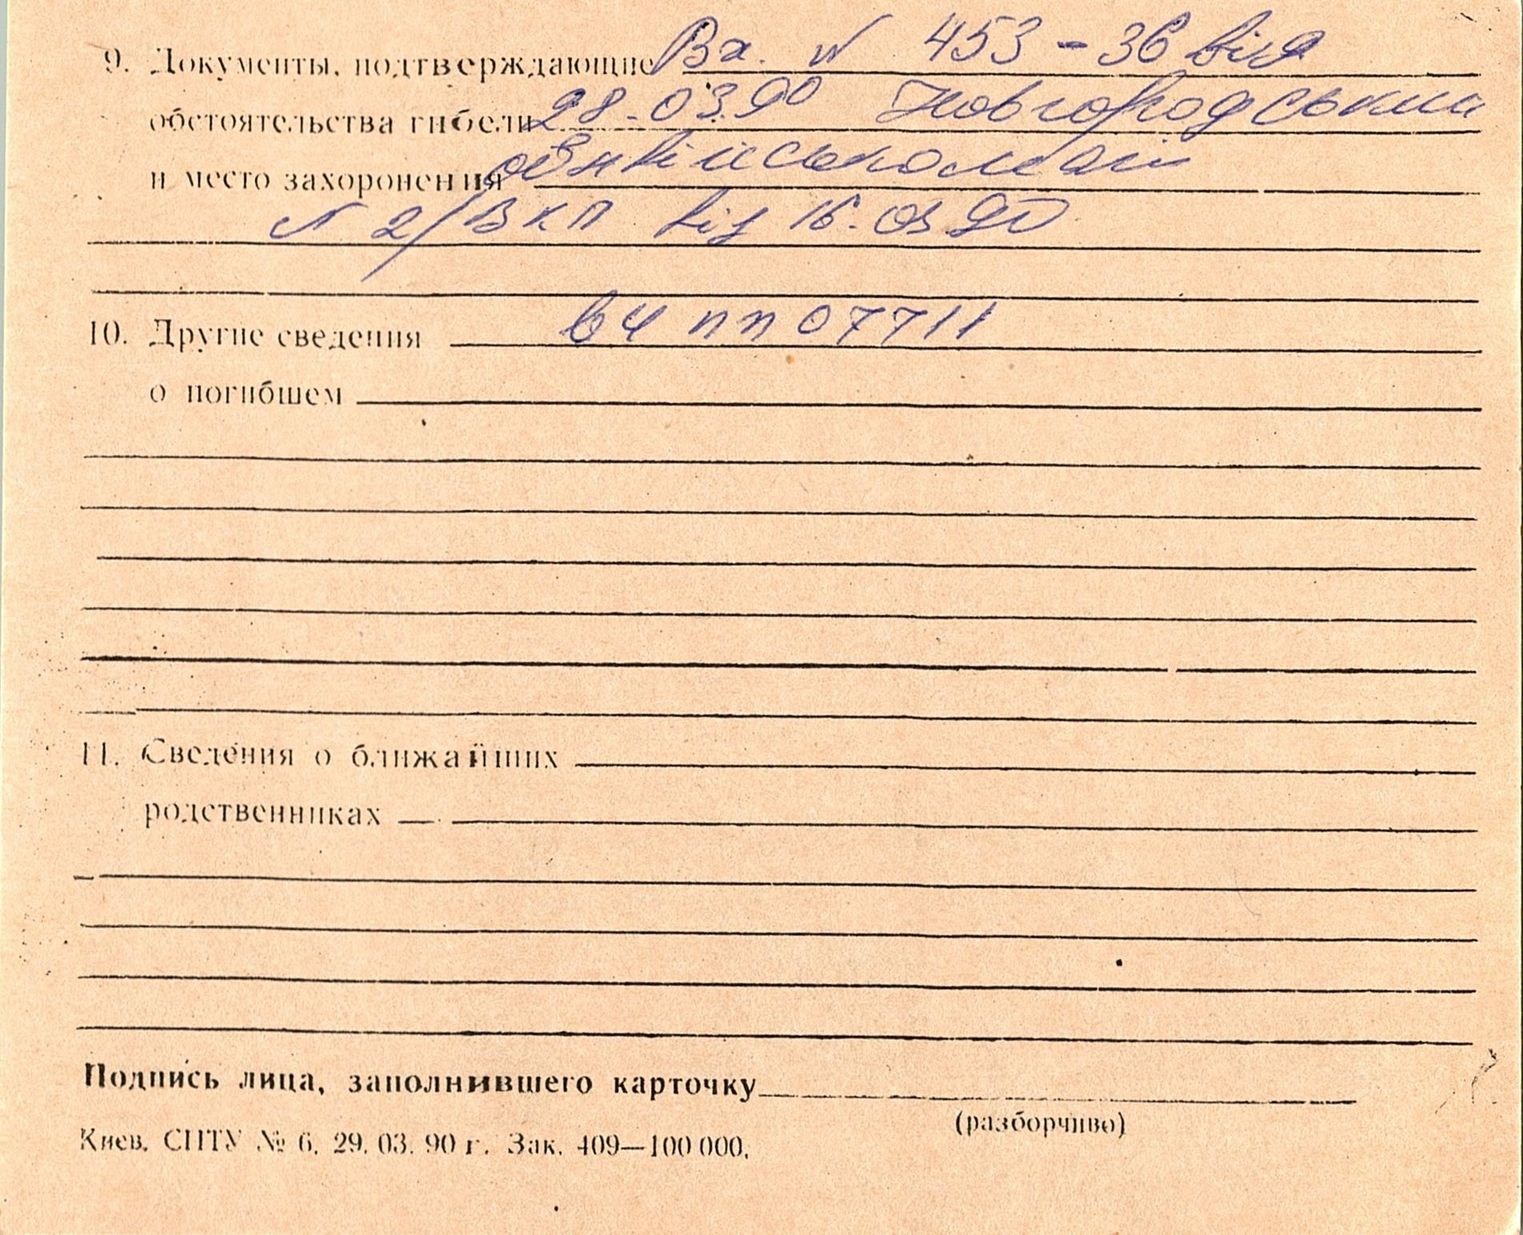 9. Документы, подтверждающие Вх. N 453-36 від
обстоятельства гибели 28.03.90 Новгородський
и место захоронения
N 2/ВКП від 16.03.90
10. Другие сведения вч пп 07711
о погибшем
11. Сведения о ближайших
родственниках
Подпись лица, заполнившего карточку
(разборчиво)
Киев. СПТУ № 6. 29. 03. 90 г. Зак. 409—100 000.